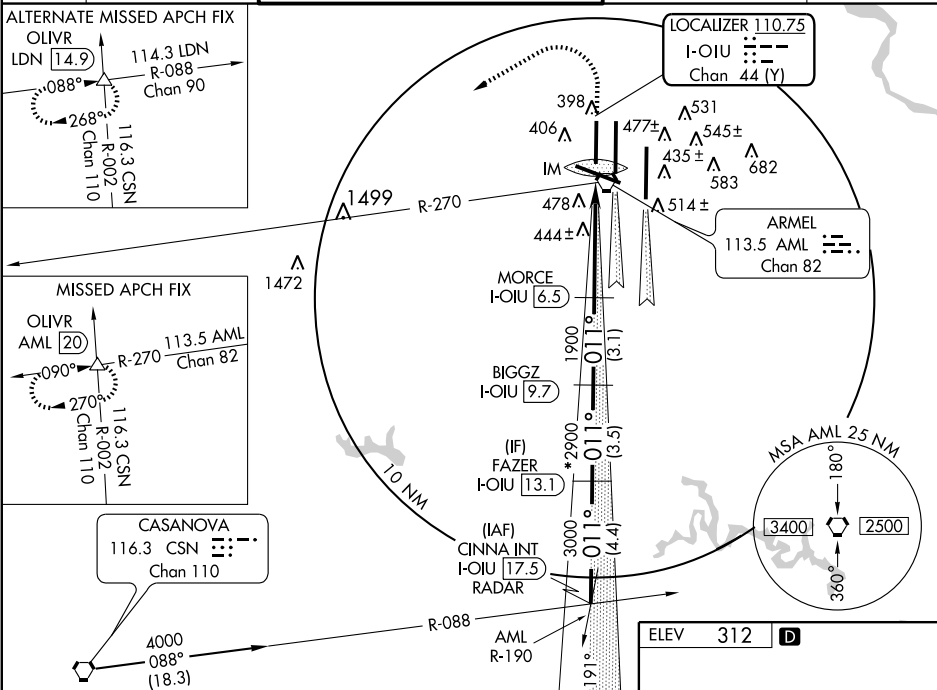 ALTERNATE MISSED APCH FIX
OLIVR
LDN 14.9
114.3 LDN
R-088
Chan 90
088°
268°
116.3 CSN
R-002
Chan 110
LOCALIZER 110.75
I-OIU
Chan 44 (Y)
398
531
406
477±
545±
435±
682
583
IM
478
514±
444±
1499
R-270
1472
ARMEL
113.5 AML
Chan 82
MISSED APCH FIX
OLIVR
AML 20
113.5 AML
R-270
Chan 82
090°
270°
116.3 CSN
R-002
Chan 110
MORCE
I-OIU 6.5
1900
011°
(3.1)
BIGGZ
I-OIU 9.7
*2900
011°
(3.5)
(IF)
FAZER
I-OIU 13.1
3000
011°
(4.4)
(IAF)
CINNA INT
I-OIU 17.5
RADAR
10 NM
MSA AML 25 NM
180°
3400
2500
360°
CASANOVA
116.3 CSN
Chan 110
4000
088°
(18.3)
R-088
AML
R-190
191°
ELEV 312 D